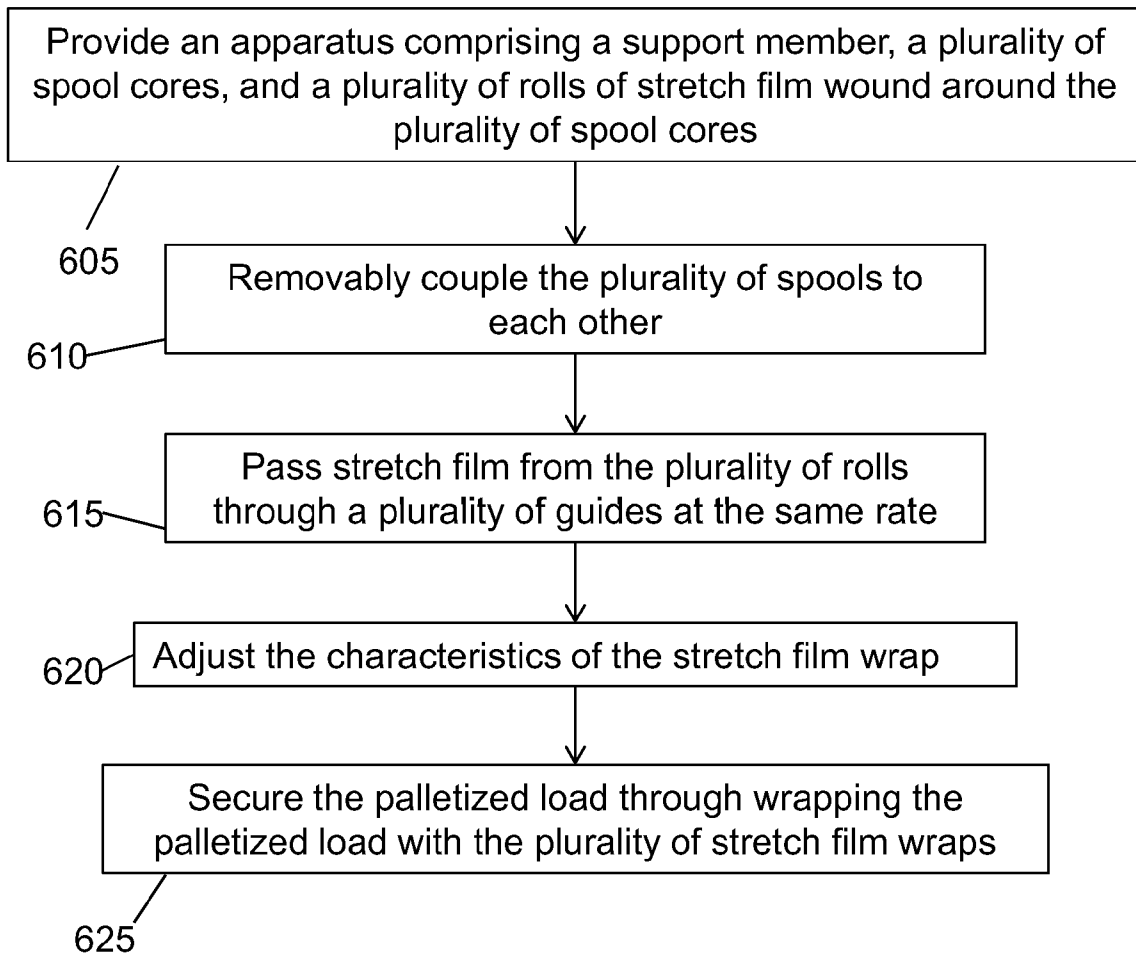 Provide an apparatus comprising a support member, a plurality of
spool cores, and a plurality of rolls of stretch film wound around the
plurality of spool cores
605
Removably couple the plurality of spools to
each other
610
Pass stretch film from the plurality of rolls
through a plurality of guides at the same rate
615
Adjust the characteristics of the stretch film wrap
620
Secure the palletized load through wrapping the
palletized load with the plurality of stretch film wraps
625